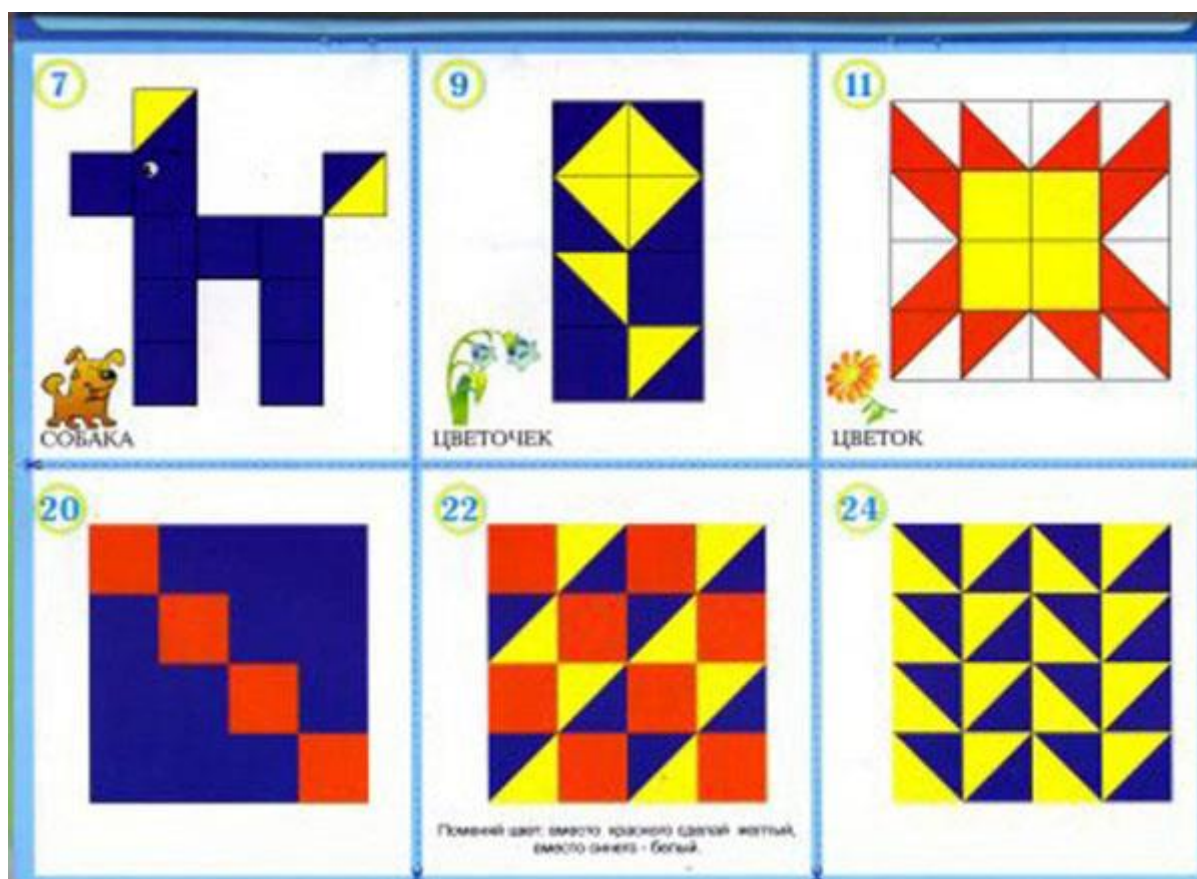 7
9
11
СОБАКА
ЦВЕТОЧЕК
ЦВЕТОК
20
22
24
Поменяй цвет: вместо красного сделай желтый,
вместо синего - белый.